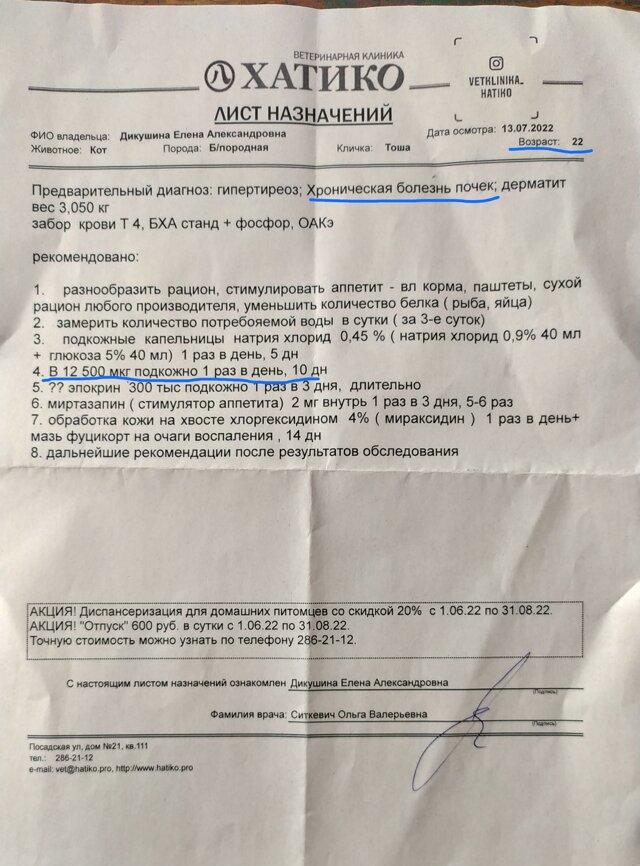 ВЕТЕРИНАРНАЯ КЛИНИКА
ХАТИКО
VETKLINIKA_
HATIKO
ЛИСТ НАЗНАЧЕНИЙ
ФИО владельца: Дикушина Елена Александровна
Дата осмотра: 13.07.2022
Животное: Кот Порода: Б/породная Кличка: Тоша Возраст: 22
Предварительный диагноз: гипертиреоз; Хроническая болезнь почек; дерматит
вес 3,050 кг
забор крови Т 4, БХА станд + фосфор, ОАКэ
рекомендовано:
1. разнообразить рацион, стимулировать аппетит - вл корма, паштеты, сухой
рацион любого производителя, уменьшить количество белка ( рыба, яйца)
2. замерить количество потребояемой воды в сутки ( за 3-е суток)
3. подкожные капельницы натрия хлорид 0,45 % ( натрия хлорид 0,9% 40 мл
+ глюкоза 5% 40 мл) 1 раз в день, 5 дн
4. В 12 500 мкг подкожно 1 раз в день, 10 дн
5. ?? эпокрин 300 тыс подкожно 1 раз в 3 дня, длительно
6. миртазапин ( стимулятор аппетита) 2 мг внутрь 1 раз в 3 дня, 5-6 раз
7. обработка кожи на хвосте хлоргексидином 4% ( мираксидин ) 1 раз в день+
мазь фуцикорт на очаги воспаления , 14 дн
8. дальнейшие рекомендации после результатов обследования
АКЦИЯ! Диспансеризация для домашних питомцев со скидкой 20% с 1.06.22 по 31.08.22.
АКЦИЯ! "Отпуск" 600 руб. в сутки с 1.06.22 по 31.08.22.
Точную стоимость можно узнать по телефону 286-21-12.
С настоящим листом назначений ознакомлен Дикушина Елена Александровна
(Подпись)
Фамилия врача: Ситкевич Ольга Валерьевна
(Подпись)
Посадская ул, дом №21, кв.111
тел.: 286-21-12
e-mail: vet@hatiko.pro, http://www.hatiko.pro